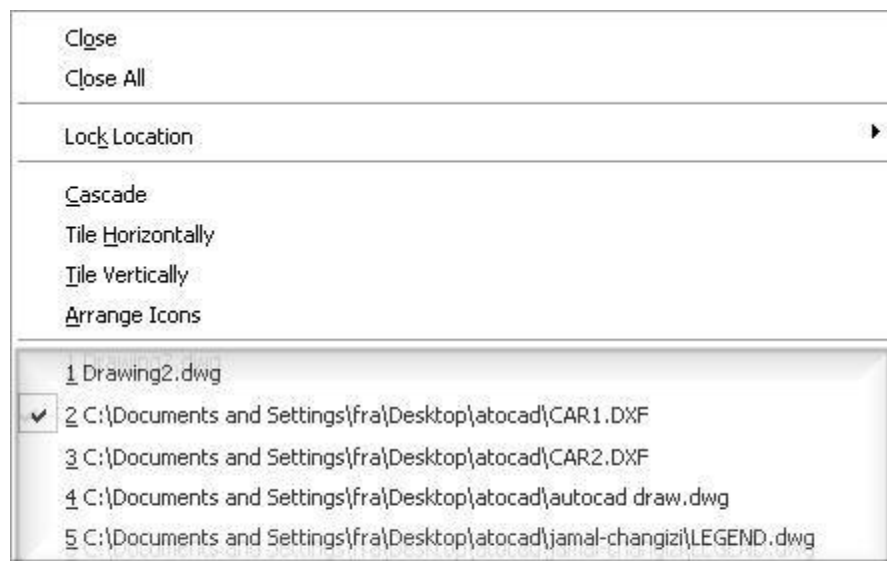 Close
Close All
Lock Location
Cascade
Tile Horizontally
Tile Vertically
Arrange Icons
1 Drawing2.dwg
2 C:\Documents and Settings\fra\Desktop\atocad\CAR1.DXF
3 C:\Documents and Settings\fra\Desktop\atocad\CAR2.DXF
4 C:\Documents and Settings\fra\Desktop\atocad\autocad draw.dwg
5 C:\Documents and Settings\fra\Desktop\atocad\jamal-changizi\LEGEND.dwg